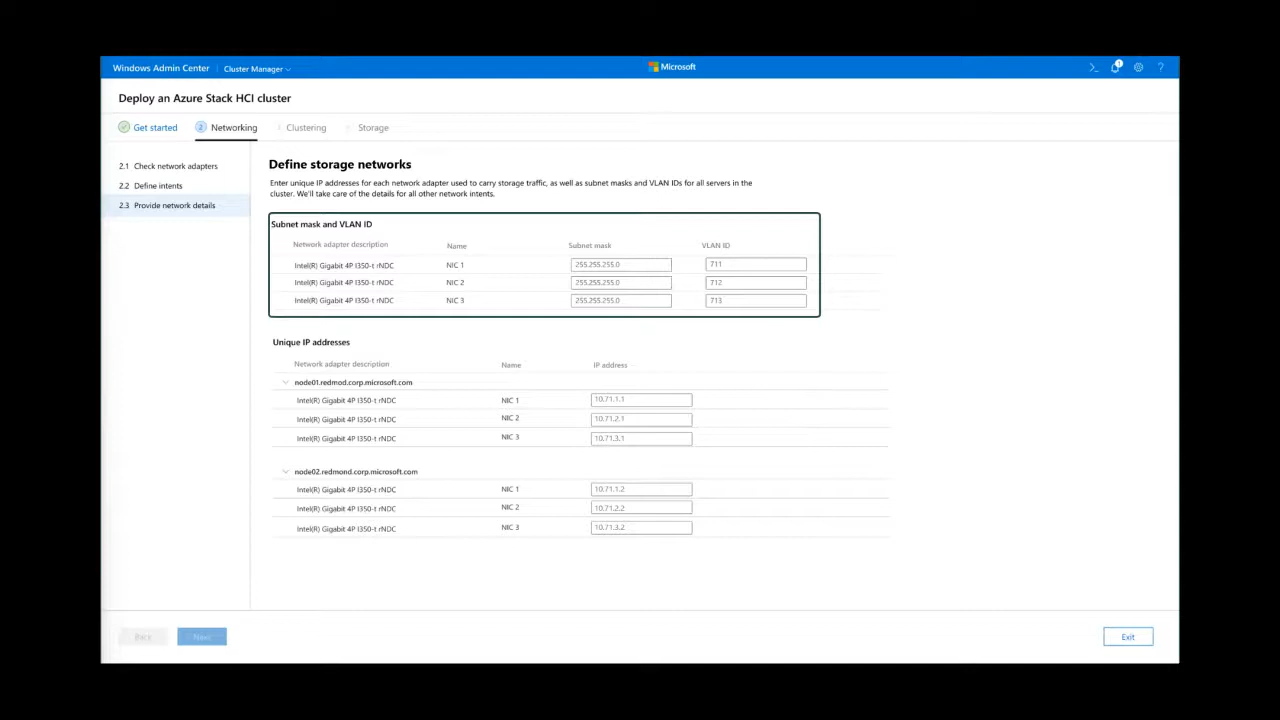 Windows Admin Center Cluster Manager Microsoft 1 ?
Deploy an Azure Stack HCI cluster
Get started 2 Networking Clustering Storage
2.1 Check network adapters
2.2 Define intents
2.3 Provide network details
Define storage networks
Enter unique IP addresses for each network adapter used to carry storage traffic, as well as subnet masks and VLAN IDs for all servers in the
cluster. We'll take care of the details for all other network intents.
Subnet mask and VLAN ID
Network adapter description Name Subnet mask VLAN ID
Intel(R) Gigabit 4P I350-t rNDC NIC 1 255.255.255.0 711
Intel(R) Gigabit 4P I350-t rNDC NIC 2 255.255.255.0 712
Intel(R) Gigabit 4P I350-t rNDC NIC 3 255.255.255.0 713
Unique IP addresses
Network adapter description Name IP address
node01.redmod.corp.microsoft.com
Intel(R) Gigabit 4P I350-t rNDC NIC 1 10.71.1.1
Intel(R) Gigabit 4P I350-t rNDC NIC 2 10.71.2.1
Intel(R) Gigabit 4P I350-t rNDC NIC 3 10.71.3.1
node02.redmond.corp.microsoft.com
Intel(R) Gigabit 4P I350-t rNDC NIC 1 10.71.1.2
Intel(R) Gigabit 4P I350-t rNDC NIC 2 10.71.2.2
Intel(R) Gigabit 4P I350-t rNDC NIC 3 10.71.3.2
Back Next Exit